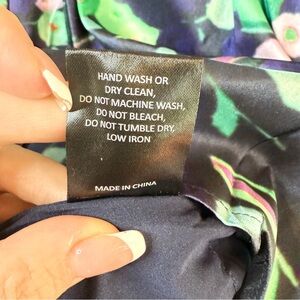 HAND WASH OR
DRY CLEAN,
DO NOT MACHINE WASH,
DO NOT BLEACH,
DO NOT TUMBLE DRY,
LOW IRON
MADE IN CHINA